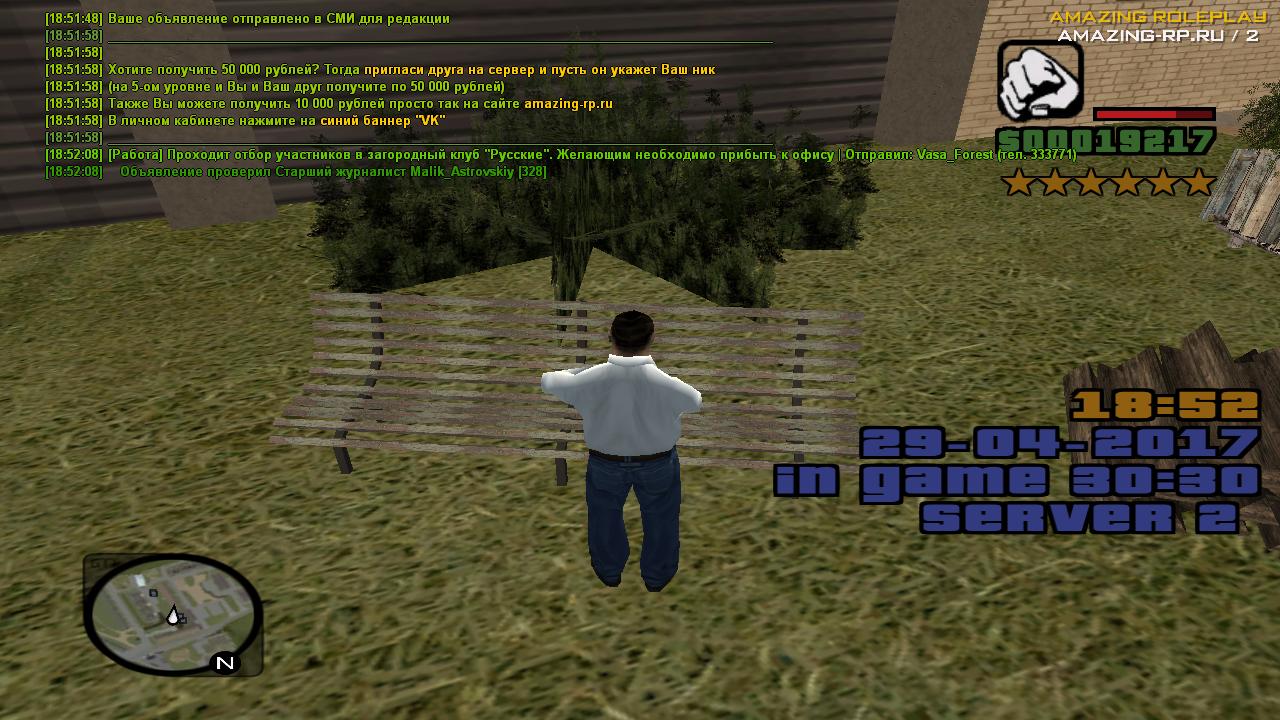 [18:51:48] Ваше объявление отправлено в СМИ для редакции
[18:51:58] 
[18:51:58]
[18:51:58] Хотите получить 50 000 рублей? Тогда пригласи друга на сервер и пусть он укажет Ваш ник
[18:51:58] (на 5-ом уровне и Вы и Ваш друг получите по 50 000 рублей)
[18:51:58] Также Вы можете получить 10 000 рублей просто так на сайте amazing-rp.ru
[18:51:58] В личном кабинете нажмите на синий баннер "VK"
[18:51:58]
[18:52:08] [Работа] Проходит отбор участников в загородный клуб "Русские". Желающим необходимо прибыть к офису | Отправил: Vasa_Forest (тел. 333771)
[18:52:08] Объявление проверил Старший журналист Malik_Astrovskiy [328]
AMAZING ROLEPLAY
AMAZING-RP.RU / 2
$00019217
18:52
29-04-2017
in game 30:30
SERVER 2
N